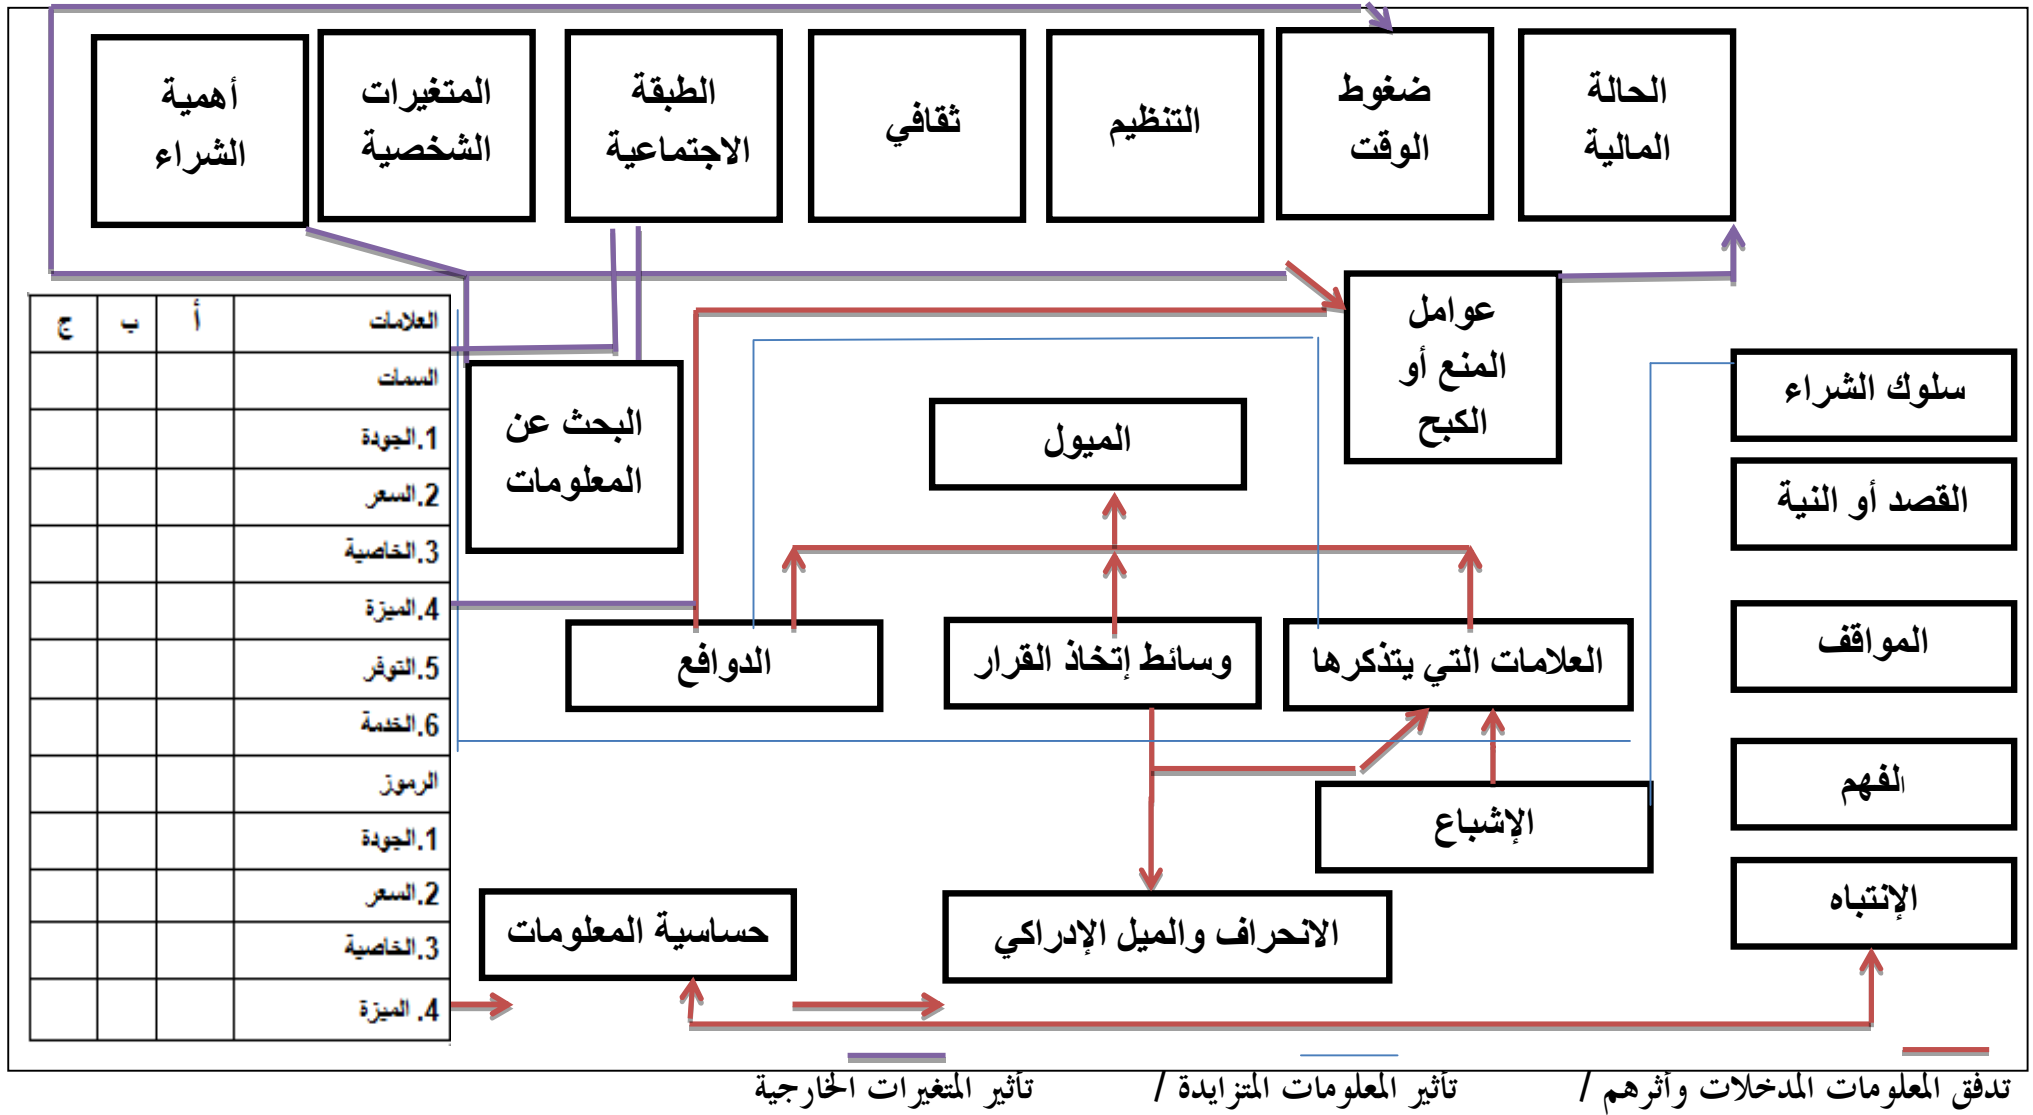 الحالة
المالية
ضغوط
الوقت
التنظيم
ثقافي
الطبقة
الاجتماعية
المتغيرات
الشخصية
أهمية
الشراء
عوامل
المنع أو
الكبح
سلوك الشراء
القصد أو النية
المواقف
الفهم
الإنتباه
الميول
البحث عن
المعلومات
العلامات التي يتذكرها
وسائط إتخاذ القرار
الدوافع
الإشباع
الانحراف والميل الإدراكي
حساسية المعلومات
العلامات أ ب ج
السمات
1.الجودة
2.السعر
3.الخاصية
4.الميزة
5.التوفر
6.الخدمة
الرموز
1.الجودة
2.السعر
3.الخاصية
4. الميزة
تدفق المعلومات المدخلات وأثرهم / تأثير المعلومات المتزايدة / تأثير المتغيرات الخارجية